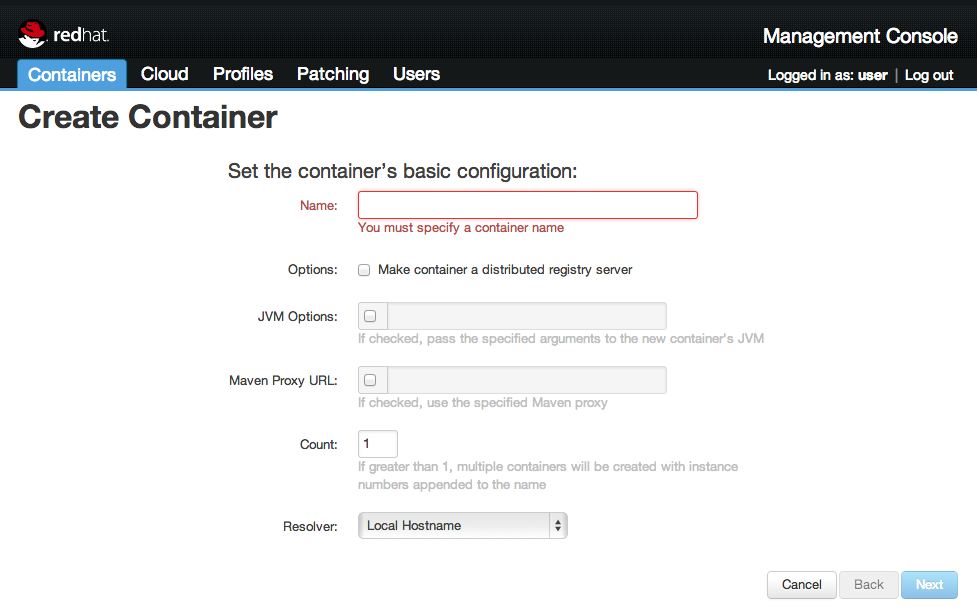 redhat.
Management Console
Containers Cloud Profiles Patching Users
Logged in as: user | Log out
Create Container
Set the container's basic configuration:
Name:
You must specify a container name
Options: Make container a distributed registry server
JVM Options:
If checked, pass the specified arguments to the new container's JVM
Maven Proxy URL:
If checked, use the specified Maven proxy
Count: 1
If greater than 1, multiple containers will be created with instance
numbers appended to the name
Resolver: Local Hostname
Cancel Back Next